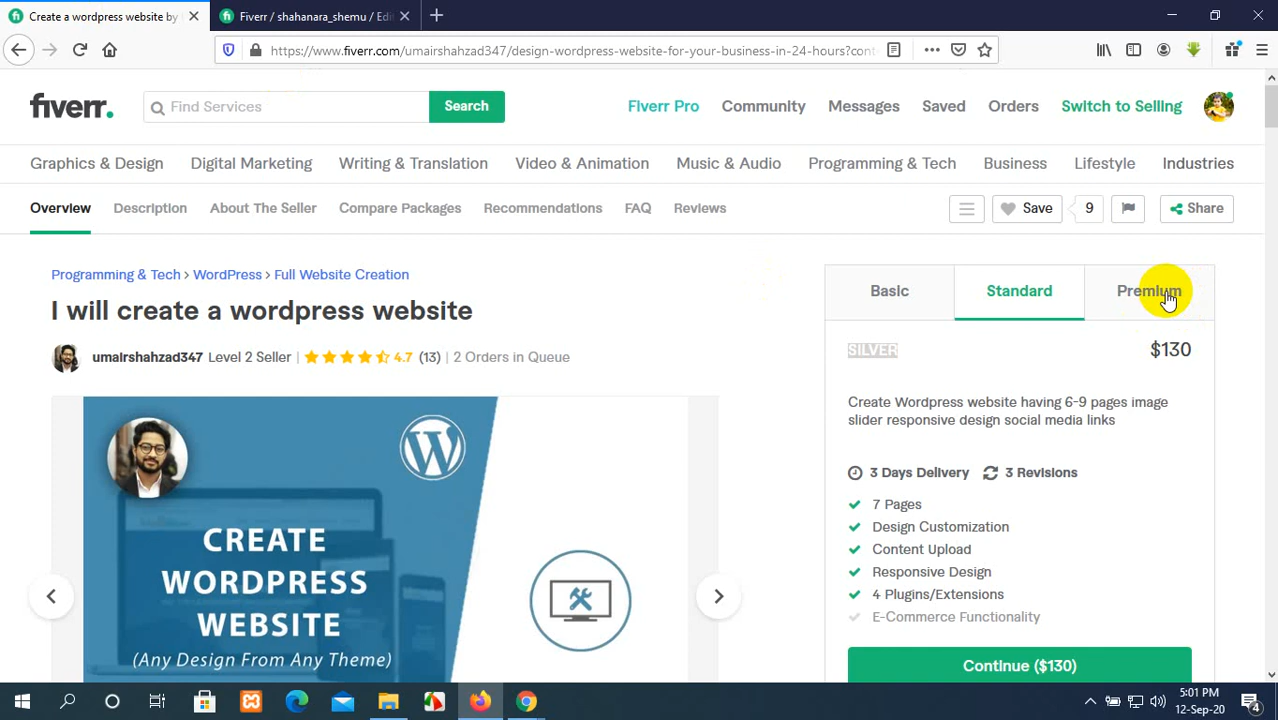 Create a wordpress website by
Fiverr / shahanara_shemu / Edi
https://www.fiverr.com/umairshahzad347/design-wordpress-website-for-your-business-in-24-hours?cont
fiverr.
Find Services
Search
Fiverr Pro
Community
Messages
Saved
Orders
Switch to Selling
Graphics & Design
Digital Marketing
Writing & Translation
Video & Animation
Music & Audio
Programming & Tech
Business
Lifestyle
Industries
Overview
Description
About The Seller
Compare Packages
Recommendations
FAQ
Reviews
Save
9
Share
Programming & Tech > WordPress > Full Website Creation
I will create a wordpress website
umairshahzad347 Level 2 Seller | 4.7 (13) | 2 Orders in Queue
CREATE
WORDPRESS
WEBSITE
(Any Design From Any Theme)
Basic
Standard
Premium
SILVER
$130
Create Wordpress website having 6-9 pages image
slider responsive design social media links
3 Days Delivery
3 Revisions
7 Pages
Design Customization
Content Upload
Responsive Design
4 Plugins/Extensions
E-Commerce Functionality
Continue ($130)
5:01 PM
12-Sep-20
4